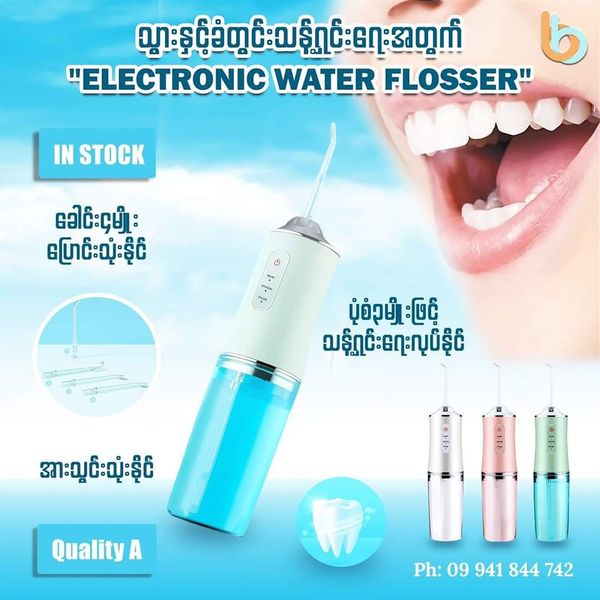 သွားနှင့်ခံတွင်းသန့်ရှင်းရေးအတွက်
"ELECTRONIC WATER FLOSSER"
IN STOCK
ခေါင်း၄မျိုး
ပြောင်းသုံးနိုင်
ပုံစံ၃မျိုးဖြင့်
သန့်ရှင်းရေးလုပ်နိုင်
အားသွင်းသုံးနိုင်
Quality A
Ph: 09 941 844 742